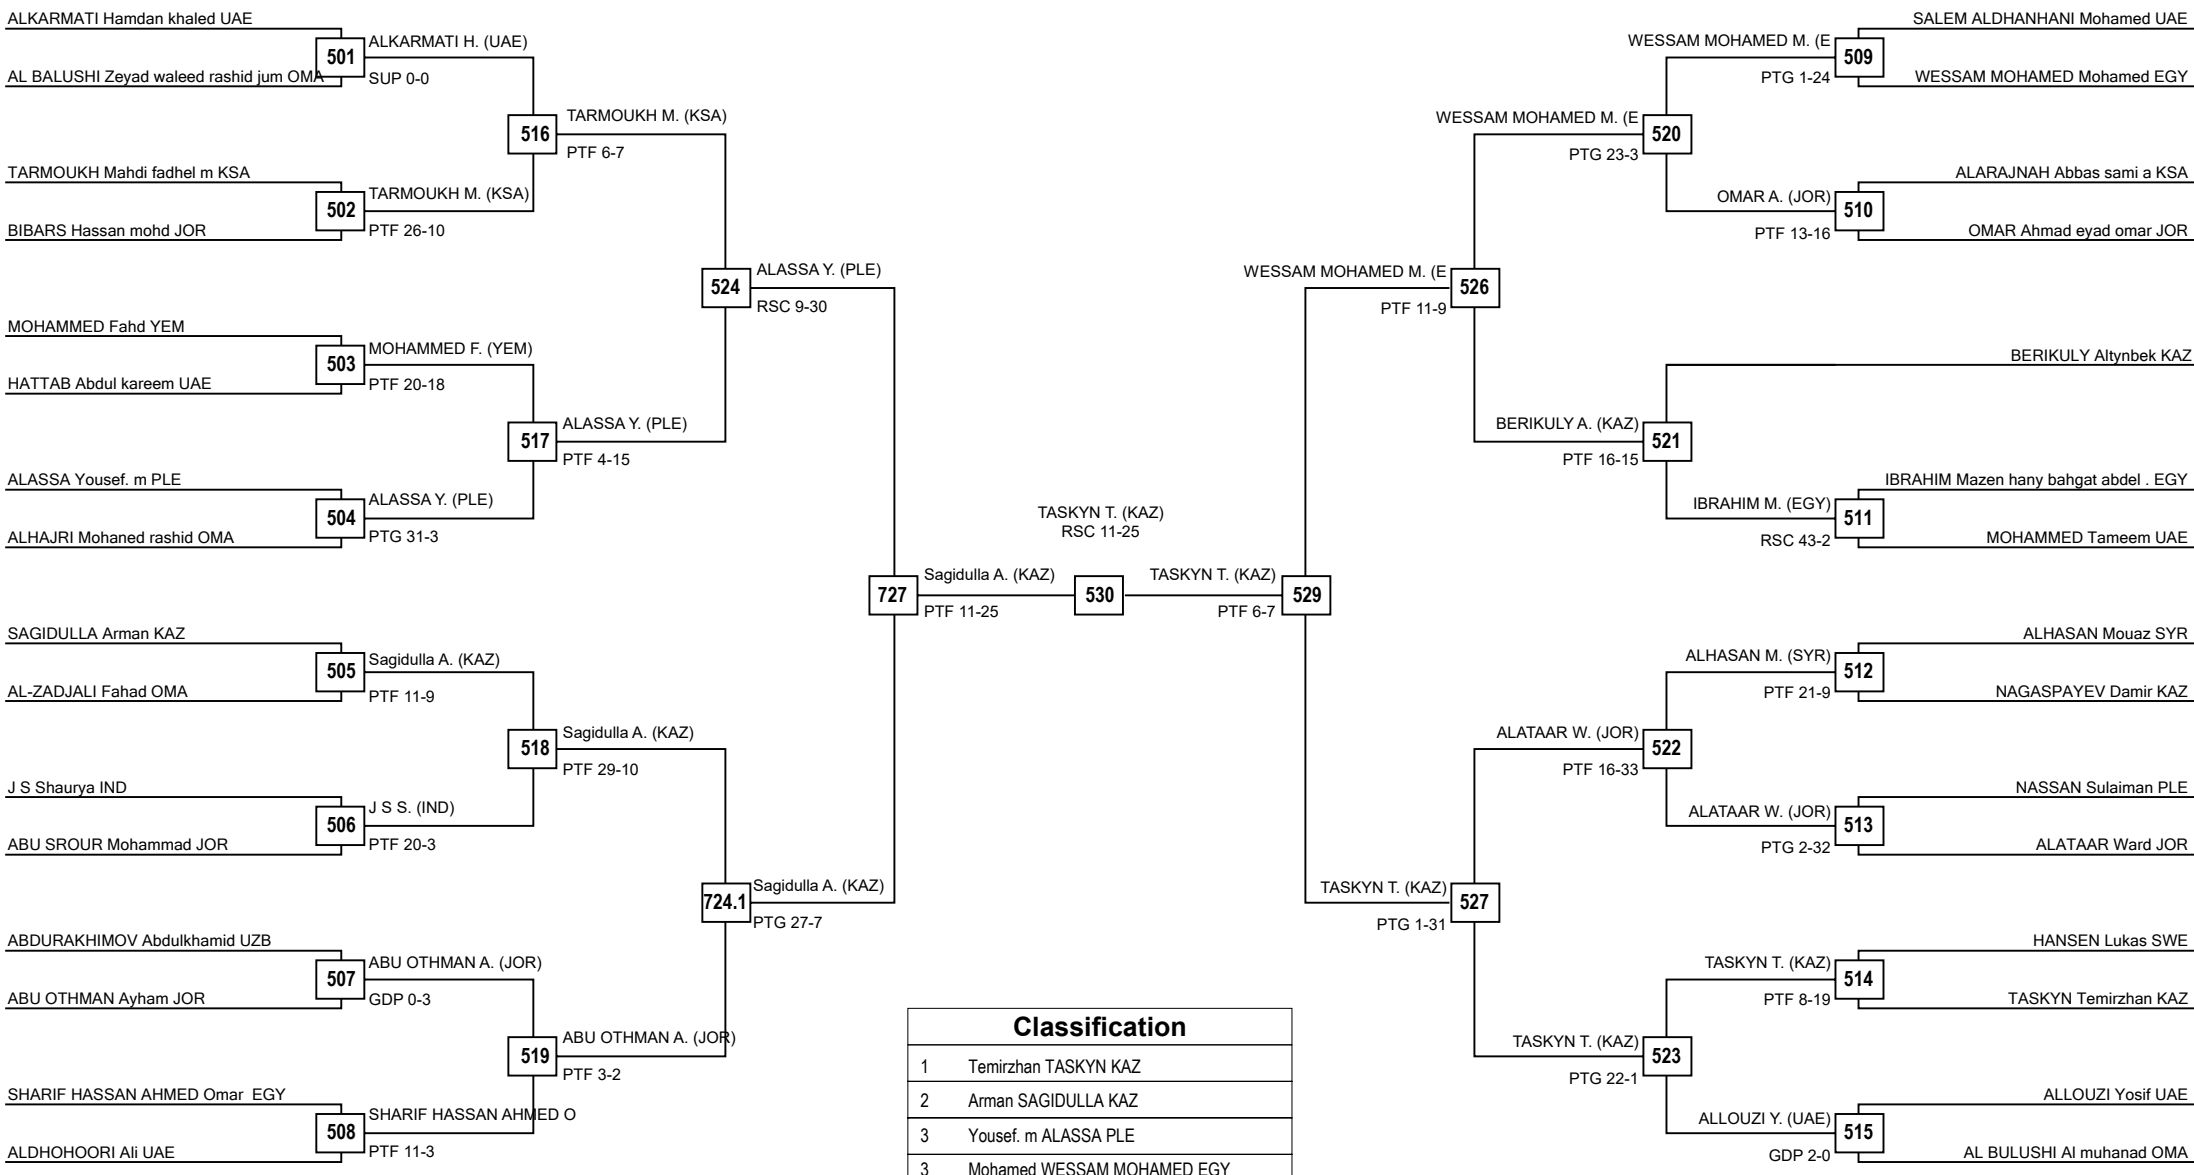 ALKARMATI Hamdan khaled UAE
501
ALKARMATI H. (UAE)
SUP 0-0
AL BALUSHI Zeyad waleed rashid jum OMA
516
TARMOUKH M. (KSA)
PTF 6-7
TARMOUKH Mahdi fadhel m KSA
502
TARMOUKH M. (KSA)
PTF 26-10
BIBARS Hassan mohd JOR
524
ALASSA Y. (PLE)
RSC 9-30
MOHAMMED Fahd YEM
503
MOHAMMED F. (YEM)
PTF 20-18
HATTAB Abdul kareem UAE
517
ALASSA Y. (PLE)
PTF 4-15
ALASSA Yousef. m PLE
504
ALASSA Y. (PLE)
PTG 31-3
ALHAJRI Mohaned rashid OMA
727
Sagidulla A. (KAZ)
PTF 11-25
SAGIDULLA Arman KAZ
505
Sagidulla A. (KAZ)
PTF 11-9
AL-ZADJALI Fahad OMA
518
Sagidulla A. (KAZ)
PTF 29-10
J S Shaurya IND
506
J S S. (IND)
PTF 20-3
ABU SROUR Mohammad JOR
724.1
Sagidulla A. (KAZ)
PTG 27-7
ABDURAKHIMOV Abdulkhamid UZB
507
ABU OTHMAN A. (JOR)
GDP 0-3
ABU OTHMAN Ayham JOR
519
ABU OTHMAN A. (JOR)
PTF 3-2
SHARIF HASSAN AHMED Omar EGY
508
SHARIF HASSAN AHMED O
PTF 11-3
ALDHOHOORI Ali UAE
TASKYN T. (KAZ)
RSC 11-25
530
SALEM ALDHANHANI Mohamed UAE
WESSAM MOHAMED M. (E
509
PTG 1-24
WESSAM MOHAMED Mohamed EGY
WESSAM MOHAMED M. (E
520
PTG 23-3
ALARAJNAH Abbas sami a KSA
OMAR A. (JOR)
510
PTF 13-16
OMAR Ahmad eyad omar JOR
WESSAM MOHAMED M. (E
526
PTF 11-9
BERIKULY Altynbek KAZ
BERIKULY A. (KAZ)
521
PTF 16-15
IBRAHIM Mazen hany bahgat abdel . EGY
IBRAHIM M. (EGY)
511
RSC 43-2
MOHAMMED Tameem UAE
TASKYN T. (KAZ)
529
PTF 6-7
ALHASAN Mouaz SYR
ALHASAN M. (SYR)
512
PTF 21-9
NAGASPAYEV Damir KAZ
ALATAAR W. (JOR)
522
PTF 16-33
NASSAN Sulaiman PLE
ALATAAR W. (JOR)
513
PTG 2-32
ALATAAR Ward JOR
TASKYN T. (KAZ)
527
PTG 1-31
HANSEN Lukas SWE
TASKYN T. (KAZ)
514
PTF 8-19
TASKYN Temirzhan KAZ
TASKYN T. (KAZ)
523
PTG 22-1
ALLOUZI Yosif UAE
ALLOUZI Y. (UAE)
515
GDP 2-0
AL BULUSHI Al muhanad OMA
Classification
1 Temirzhan TASKYN KAZ
2 Arman SAGIDULLA KAZ
3 Yousef. m ALASSA PLE
3 Mohamed WESSAM MOHAMED EGY